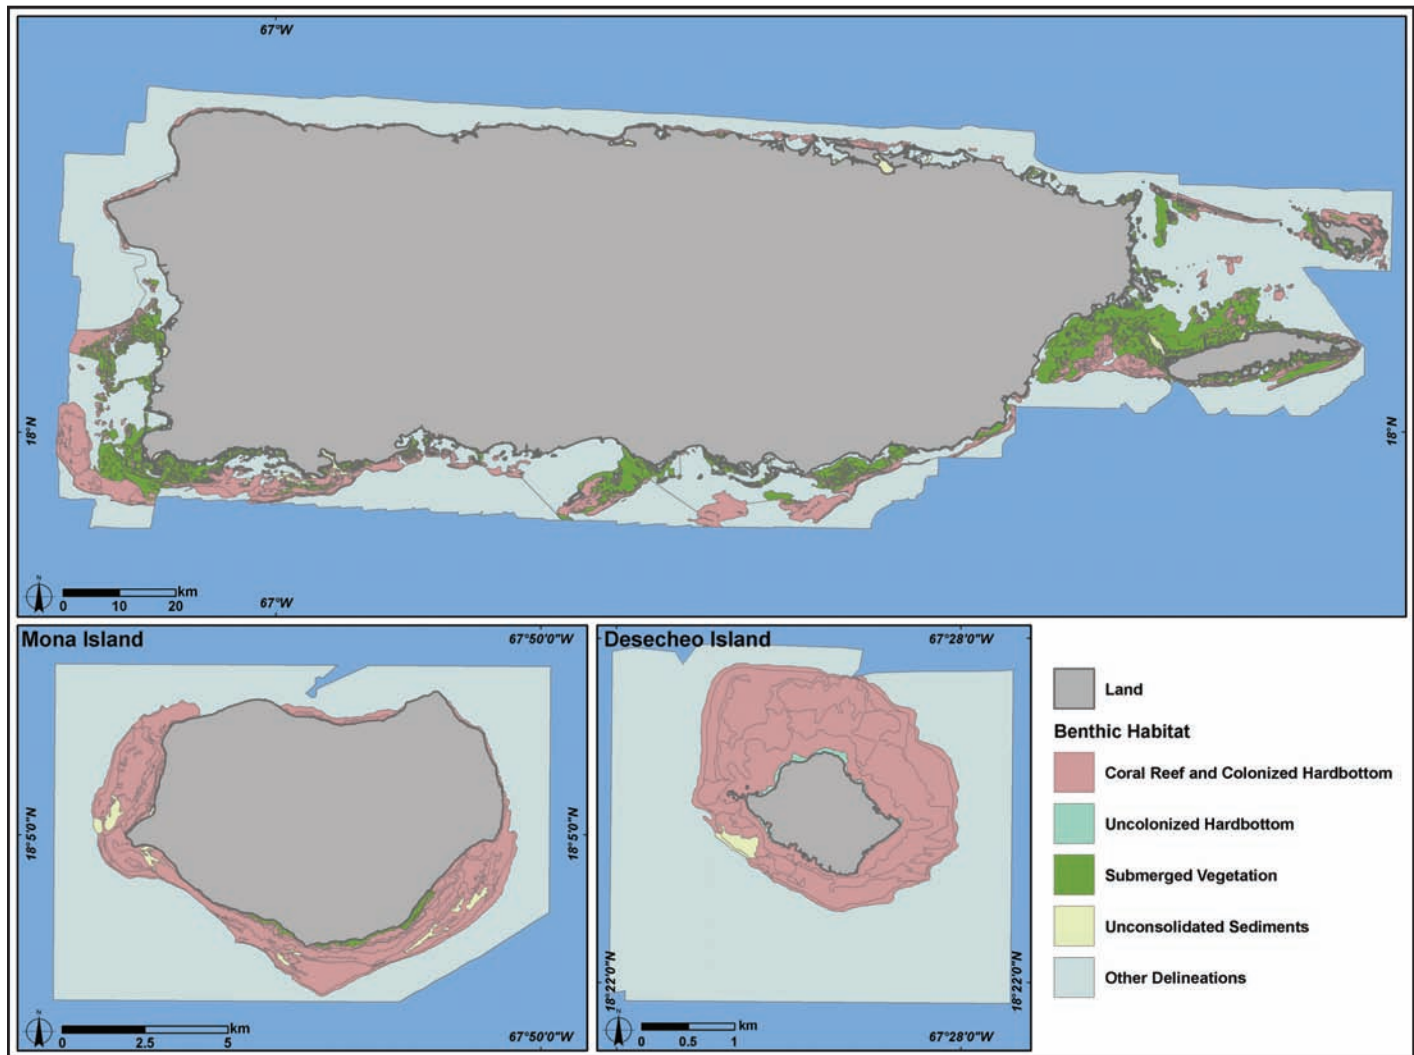 67°W
18°N
18°N
N
km
0 10 20
67°W
Mona Island
67°50'0"W
18°5'0"N
18°5'0"N
N
km
0 2.5 5
67°50'0"W
Desecheo Island
67°28'0"W
18°22'0"N
18°22'0"N
N
km
0 0.5 1
67°28'0"W
Land
Benthic Habitat
Coral Reef and Colonized Hardbottom
Uncolonized Hardbottom
Submerged Vegetation
Unconsolidated Sediments
Other Delineations